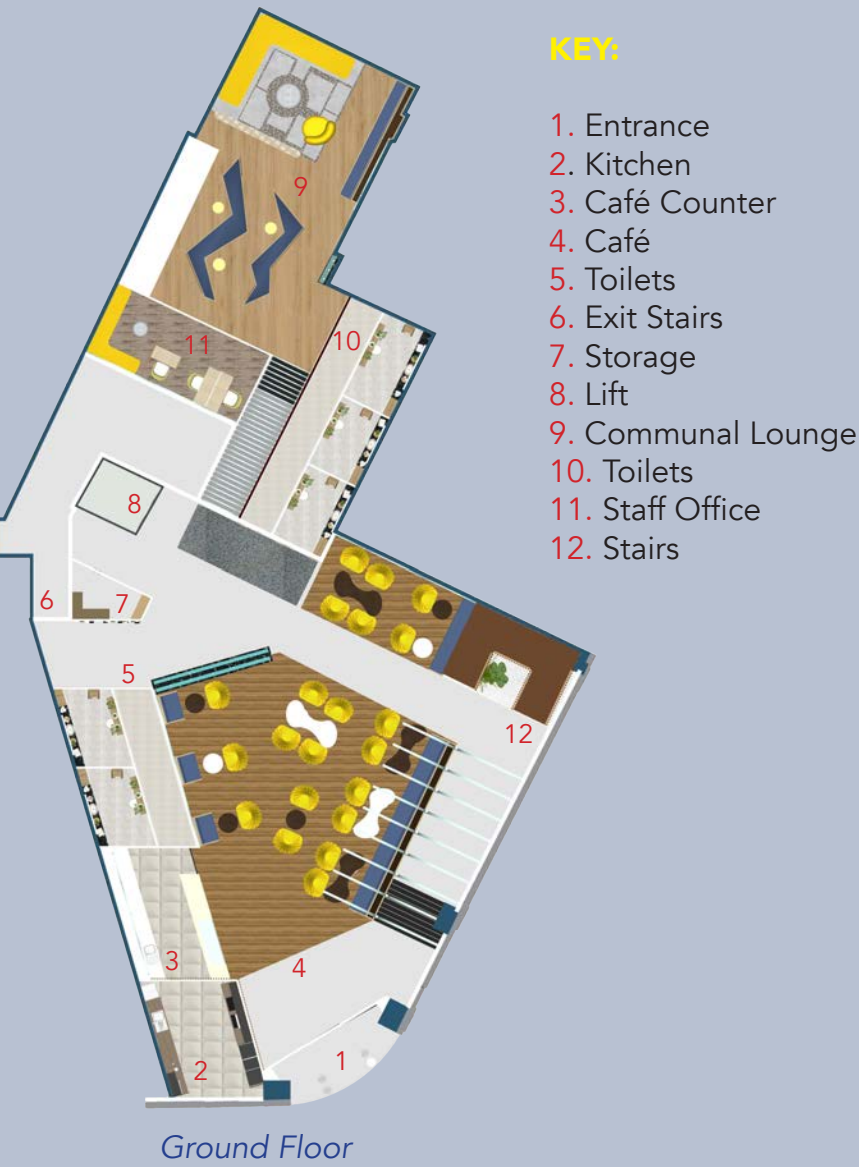 KEY:
1. Entrance
2. Kitchen
3. Café Counter
4. Café
5. Toilets
6. Exit Stairs
7. Storage
8. Lift
9. Communal Lounge
10. Toilets
11. Staff Office
12. Stairs
9
10
11
8
6
7
5
12
3
4
2
1
Ground Floor